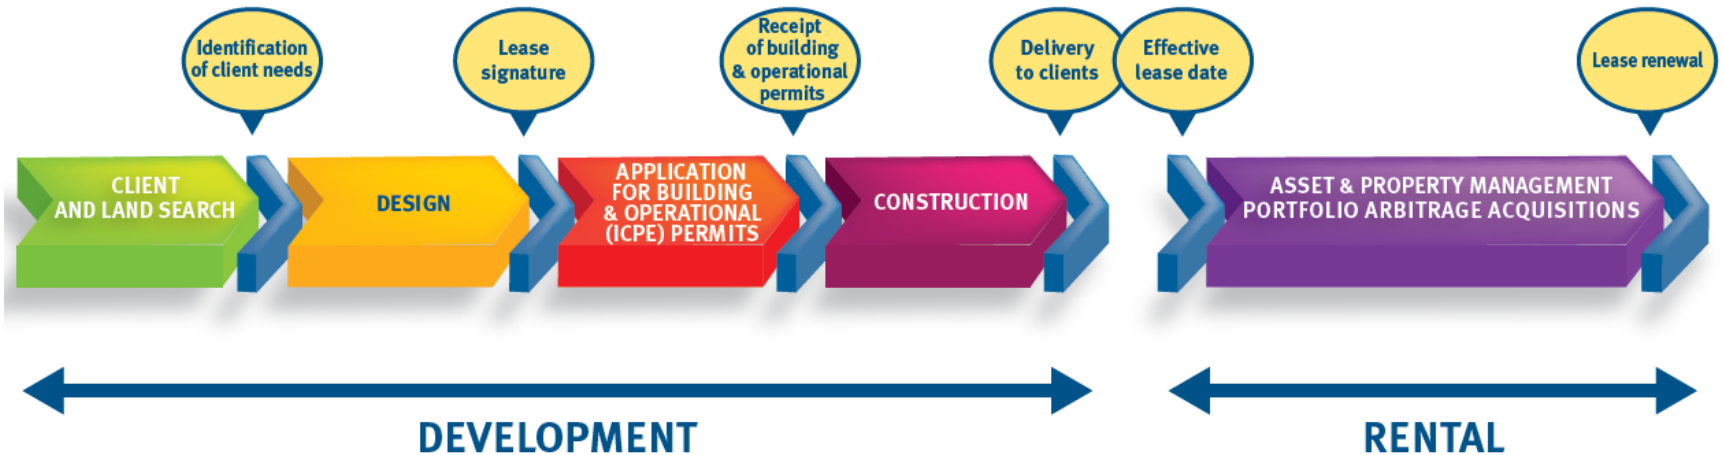 Identification
of client needs
Lease
signature
Receipt
of building
& operational
permits
Delivery
to clients
Effective
lease date
Lease renewal
CLIENT
AND LAND SEARCH
DESIGN
APPLICATION
FOR BUILDING
& OPERATIONAL
(ICPE) PERMITS
CONSTRUCTION
ASSET & PROPERTY MANAGEMENT
PORTFOLIO ARBITRAGE ACQUISITIONS
DEVELOPMENT
RENTAL